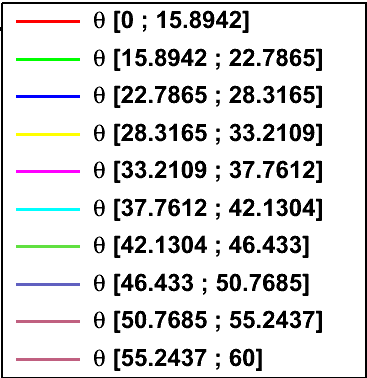 θ [0 ; 15.8942]
θ [15.8942 ; 22.7865]
θ [22.7865 ; 28.3165]
θ [28.3165 ; 33.2109]
θ [33.2109 ; 37.7612]
θ [37.7612 ; 42.1304]
θ [42.1304 ; 46.433]
θ [46.433 ; 50.7685]
θ [50.7685 ; 55.2437]
θ [55.2437 ; 60]